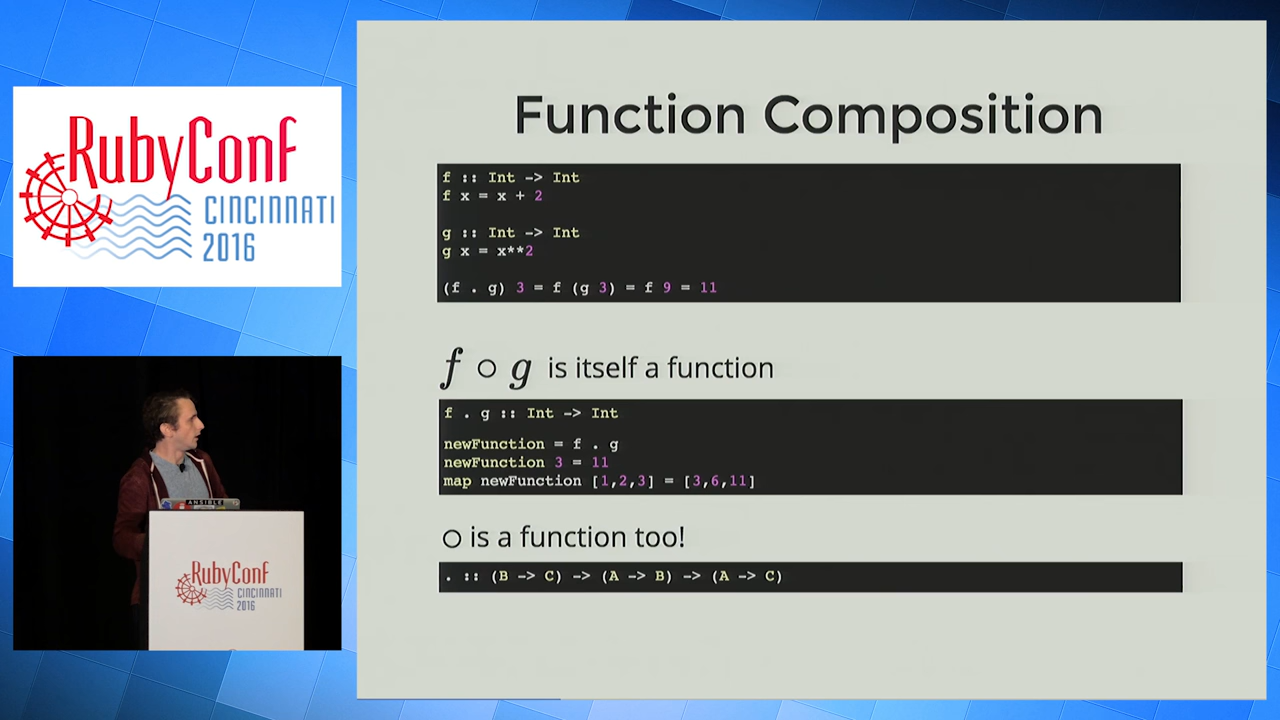 RubyConf
CINCINNATI
2016
Function Composition
f :: Int -> Int
f x = x + 2
g :: Int -> Int
g x = x**2
(f . g) 3 = f (g 3) = f 9 = 11
f ○ g is itself a function
f . g :: Int -> Int
newFunction = f . g
newFunction 3 = 11
map newFunction [1,2,3] = [3,6,11]
○ is a function too!
. :: (B -> C) -> (A -> B) -> (A -> C)
ANSIBLE
RubyConf
CINCINNATI
2016